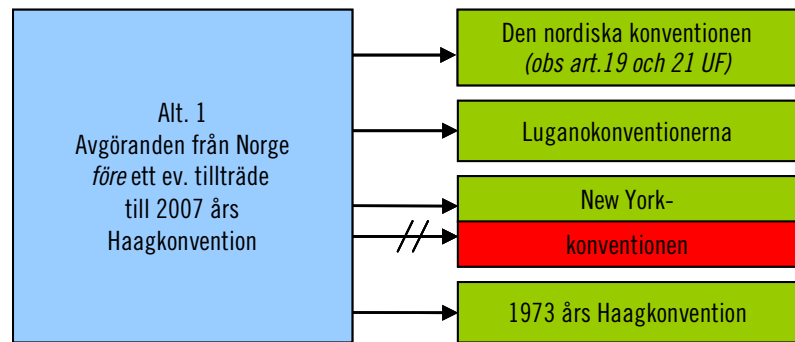 Alt. 1
Avgöranden från Norge
före ett ev. tillträde
till 2007 års
Haagkonvention
Den nordiska konventionen
(obs art.19 och 21 UF)
Luganokonventionerna
New York-
konventionen
1973 års Haagkonvention